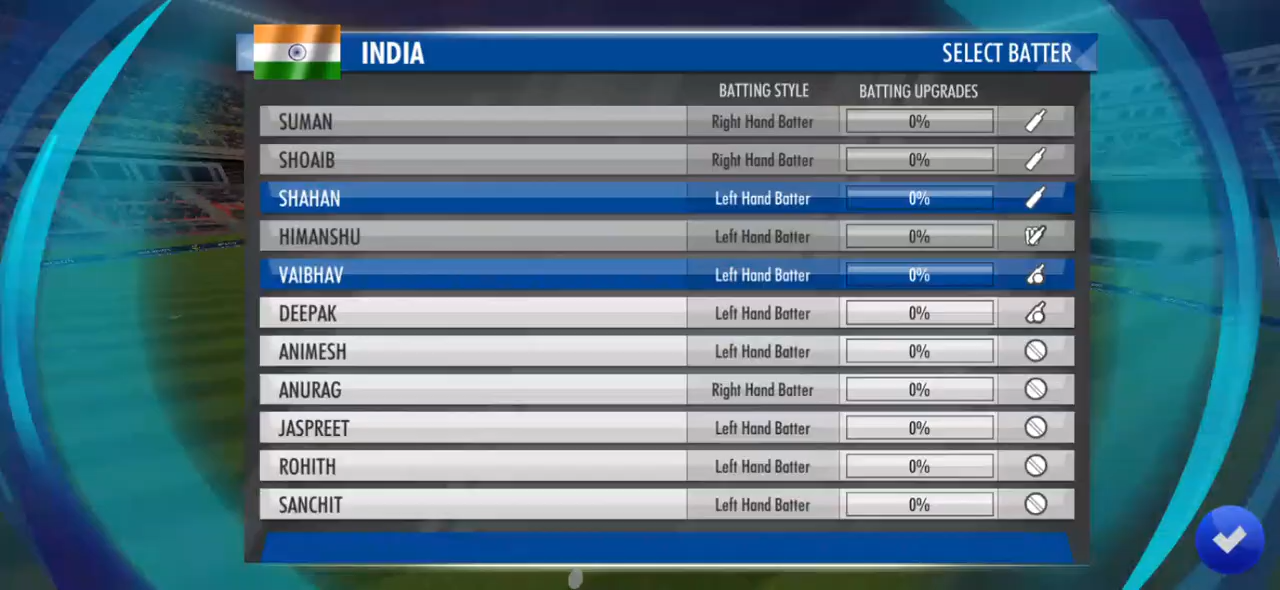 INDIA SELECT BATTER
BATTING STYLE BATTING UPGRADES
SUMAN Right Hand Batter 0%
SHOAIB Right Hand Batter 0%
SHAHAN Left Hand Batter 0%
HIMANSHU Left Hand Batter 0%
VAIBHAV Left Hand Batter 0%
DEEPAK Left Hand Batter 0%
ANIMESH Left Hand Batter 0%
ANURAG Right Hand Batter 0%
JASPREET Left Hand Batter 0%
ROHITH Left Hand Batter 0%
SANCHIT Left Hand Batter 0%